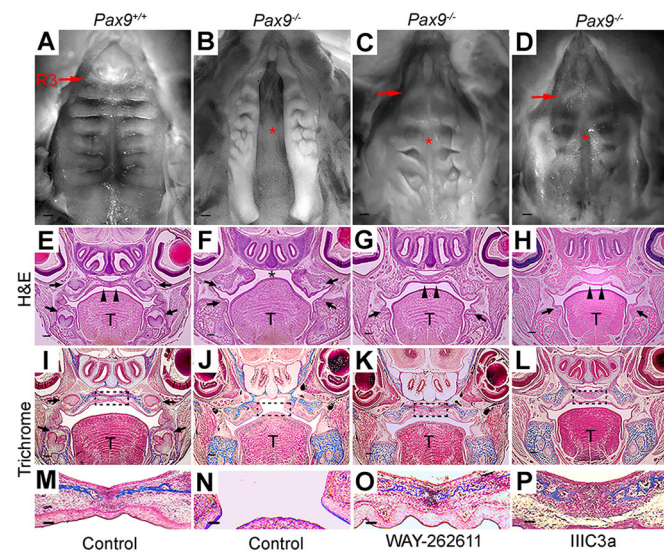 Pax9+/+ Pax9-/- Pax9-/- Pax9-/-
A B C D
R3
* * *
H&E
E F G H
*
T T T T
Trichrome
I J K L
T T T T
M N O P
Control Control WAY-262611 IIIC3a